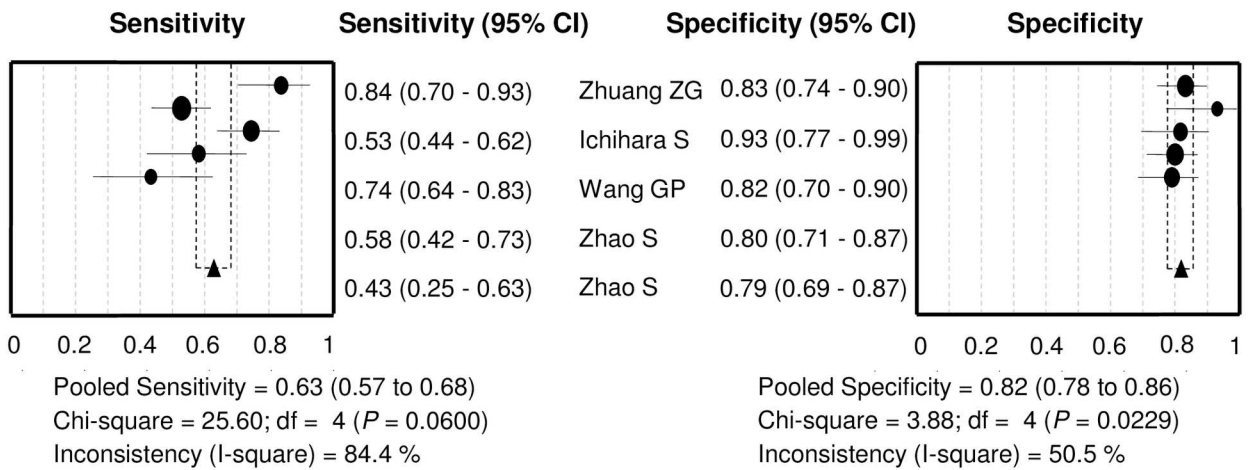 Sensitivity Sensitivity (95% CI) Specificity (95% CI) Specificity
0.84 (0.70 - 0.93) Zhuang ZG 0.83 (0.74 - 0.90)
0.53 (0.44 - 0.62) Ichihara S 0.93 (0.77 - 0.99)
0.74 (0.64 - 0.83) Wang GP 0.82 (0.70 - 0.90)
0.58 (0.42 - 0.73) Zhao S 0.80 (0.71 - 0.87)
0.43 (0.25 - 0.63) Zhao S 0.79 (0.69 - 0.87)
0 0.2 0.4 0.6 0.8 1 0 0.2 0.4 0.6 0.8 1
Pooled Sensitivity = 0.63 (0.57 to 0.68) Pooled Specificity = 0.82 (0.78 to 0.86)
Chi-square = 25.60; df = 4 (P = 0.0600) Chi-square = 3.88; df = 4 (P = 0.0229)
Inconsistency (I-square) = 84.4 % Inconsistency (I-square) = 50.5 %